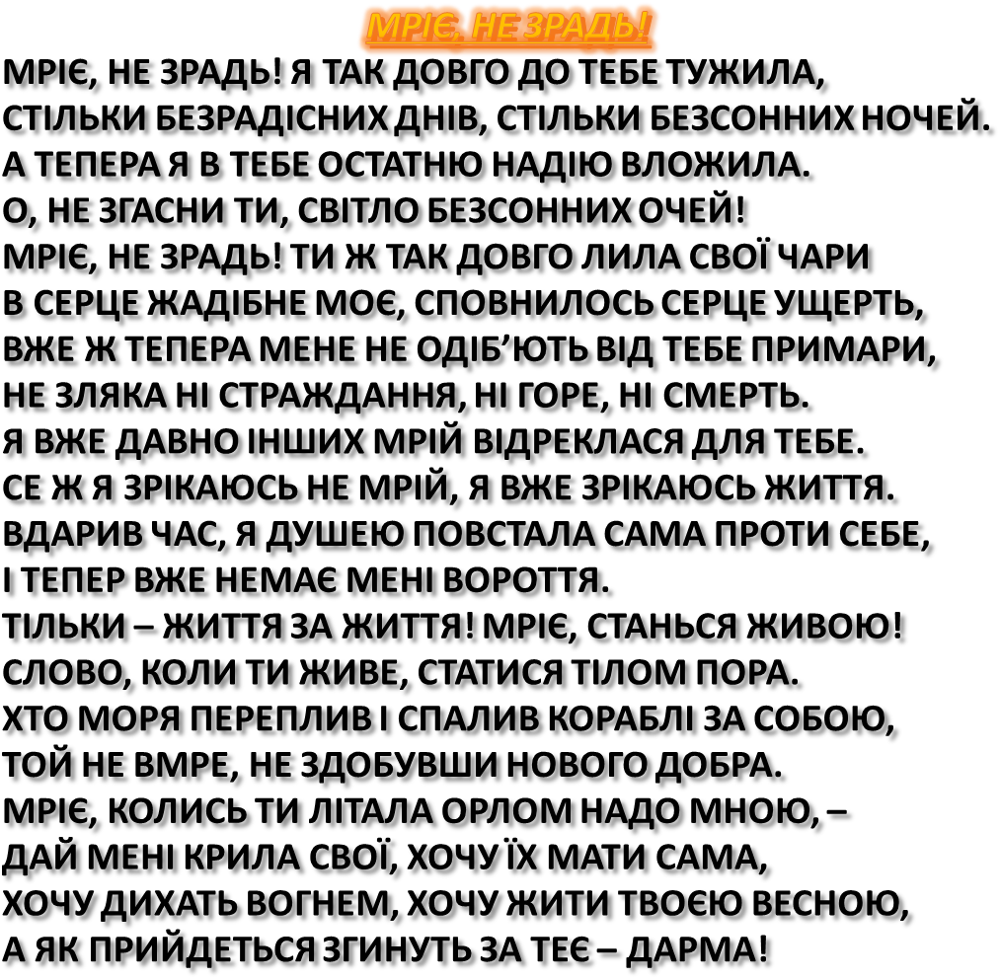 МРІЄ, НЕ ЗРАДЬ!
МРІЄ, НЕ ЗРАДЬ! Я ТАК ДОВГО ДО ТЕБЕ ТУЖИЛА,
СТІЛЬКИ БЕЗРАДІСНИХ ДНІВ, СТІЛЬКИ БЕЗСОННИХ НОЧЕЙ.
А ТЕПЕРА Я В ТЕБЕ ОСТАТНЮ НАДІЮ ВЛОЖИЛА.
О, НЕ ЗГАСНИ ТИ, СВІТЛО БЕЗСОННИХ ОЧЕЙ!
МРІЄ, НЕ ЗРАДЬ! ТИ Ж ТАК ДОВГО ЛИЛА СВОЇ ЧАРИ
В СЕРЦЕ ЖАДІБНЕ МОЄ, СПОВНИЛОСЬ СЕРЦЕ УЩЕРТЬ,
ВЖЕ Ж ТЕПЕРА МЕНЕ НЕ ОДІБ’ЮТЬ ВІД ТЕБЕ ПРИМАРИ,
НЕ ЗЛЯКА НІ СТРАЖДАННЯ, НІ ГОРЕ, НІ СМЕРТЬ.
Я ВЖЕ ДАВНО ІНШИХ МРІЙ ВІДРЕКЛАСЯ ДЛЯ ТЕБЕ.
СЕ Ж Я ЗРІКАЮСЬ НЕ МРІЙ, Я ВЖЕ ЗРІКАЮСЬ ЖИТТЯ.
ВДАРИВ ЧАС, Я ДУШЕЮ ПОВСТАЛА САМА ПРОТИ СЕБЕ,
І ТЕПЕР ВЖЕ НЕМАЄ МЕНІ ВОРОТТЯ.
ТІЛЬКИ – ЖИТТЯ ЗА ЖИТТЯ! МРІЄ, СТАНЬСЯ ЖИВОЮ!
СЛОВО, КОЛИ ТИ ЖИВЕ, СТАТИСЯ ТІЛОМ ПОРА.
ХТО МОРЯ ПЕРЕПЛИВ І СПАЛИВ КОРАБЛІ ЗА СОБОЮ,
ТОЙ НЕ ВМРЕ, НЕ ЗДОБУВШИ НОВОГО ДОБРА.
МРІЄ, КОЛИСЬ ТИ ЛІТАЛА ОРЛОМ НАДО МНОЮ, –
ДАЙ МЕНІ КРИЛА СВОЇ, ХОЧУ ЇХ МАТИ САМА,
ХОЧУ ДИХАТЬ ВОГНЕМ, ХОЧУ ЖИТИ ТВОЄЮ ВЕСНОЮ,
А ЯК ПРИЙДЕТЬСЯ ЗГИНУТЬ ЗА ТЕЄ – ДАРМА!